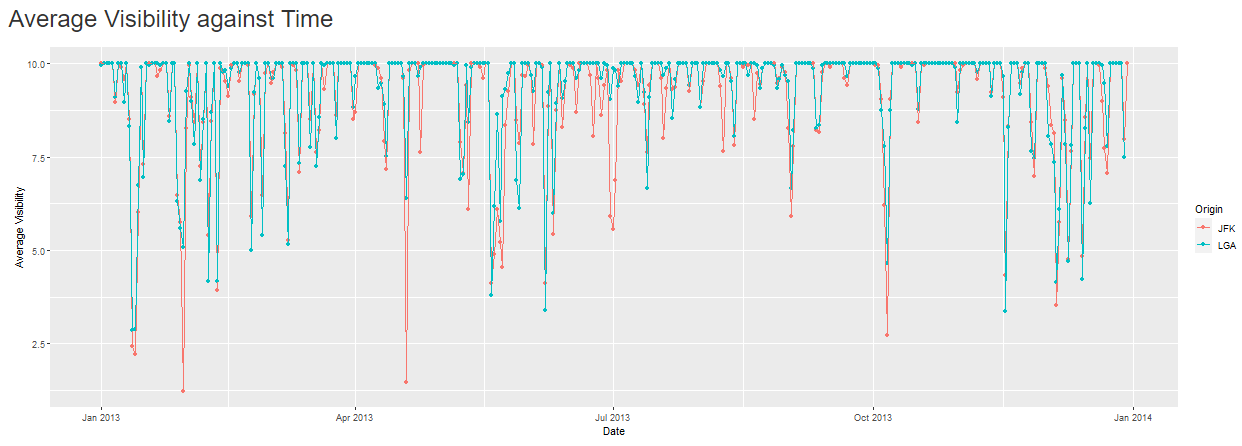 Average Visibility against Time
10.0
7.5
5.0
2.5
Average Visibility
Jan 2013
Apr 2013
Jul 2013
Oct 2013
Jan 2014
Date
Origin
JFK
LGA